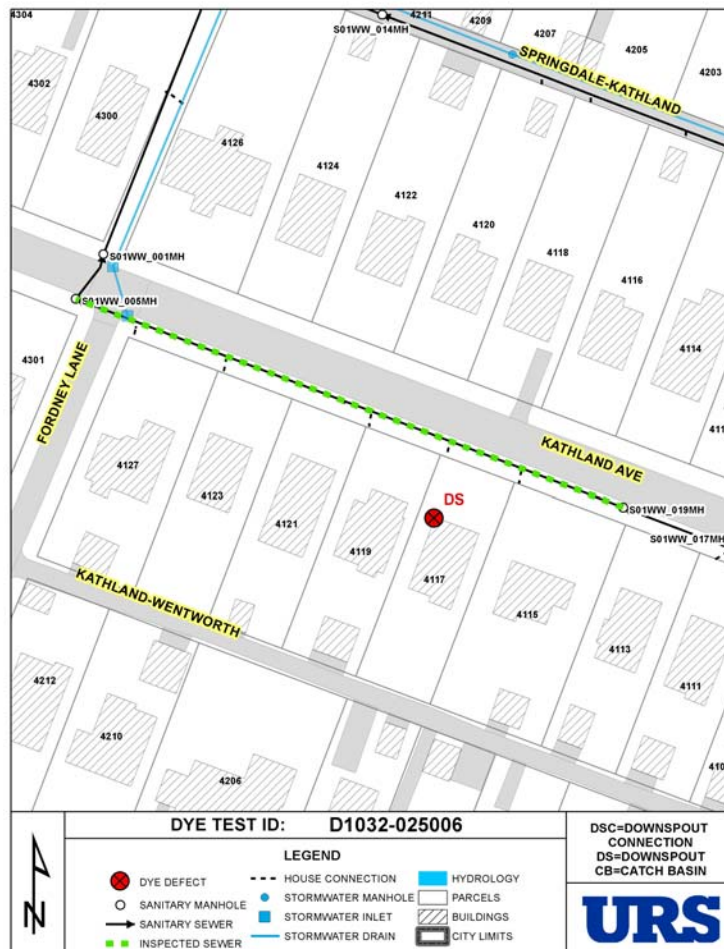 4304
4211
4209
4207
4205
4203
S01WW_014MH
SPRINGDALE-KATHLAND
4302
4300
4126
4124
4122
4120
4118
4116
4114
411
S01WW_001MH
S01WW_005MH
4301
FORDNEY LANE
KATHLAND AVE
S01WW_019MH
S01WW_017MH
DS
4127
4123
4121
4119
4117
4115
4113
4111
410
KATHLAND-WENTWORTH
4212
4210
4206
DYE TEST ID: D1032-025006
LEGEND
DYE DEFECT
SANITARY MANHOLE
SANITARY SEWER
INSPECTED SEWER
HOUSE CONNECTION
STORMWATER MANHOLE
STORMWATER INLET
STORMWATER DRAIN
HYDROLOGY
PARCELS
BUILDINGS
CITY LIMITS
DSC=DOWNSPOUT
CONNECTION
DS=DOWNSPOUT
CB=CATCH BASIN
N
URS